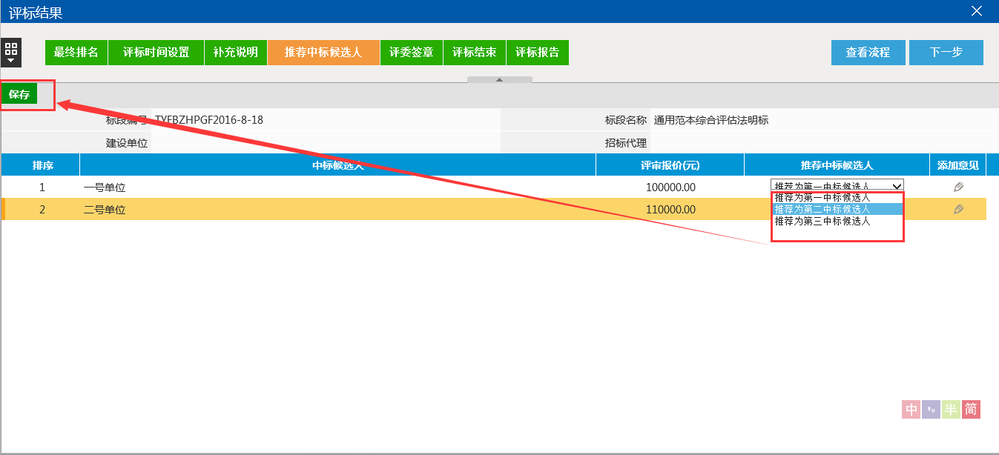 评标结果
最终排名 评标时间设置 补充说明 推荐中标候选人 评委签章 评标结束 评标报告 查看流程 下一步
保存
标段编号 TYFBZHPGF2016-8-18 标段名称 通用范本综合评估法明标
建设单位 招标代理
排序 中标候选人 评审报价(元) 推荐中标候选人 添加意见
1 一号单位 100000.00 推荐为第一中标候选人
推荐为第一中标候选人
2 二号单位 110000.00 推荐为第二中标候选人
推荐为第三中标候选人
中 半 简